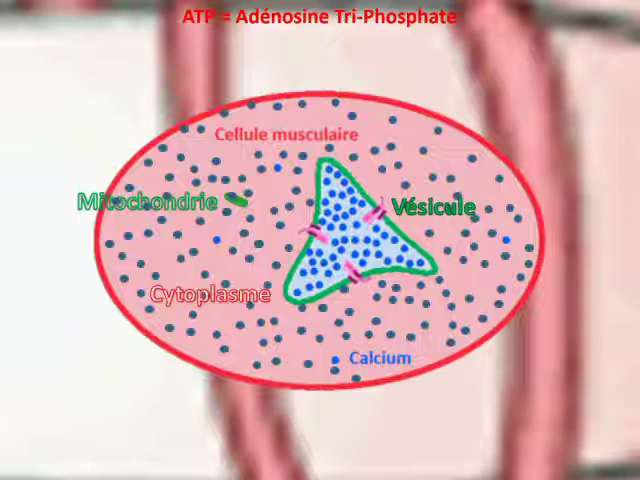 ATP = Adénosine Tri-Phosphate
Cellule musculaire
Mitochondrie
Vésicule
Cytoplasme
Calcium